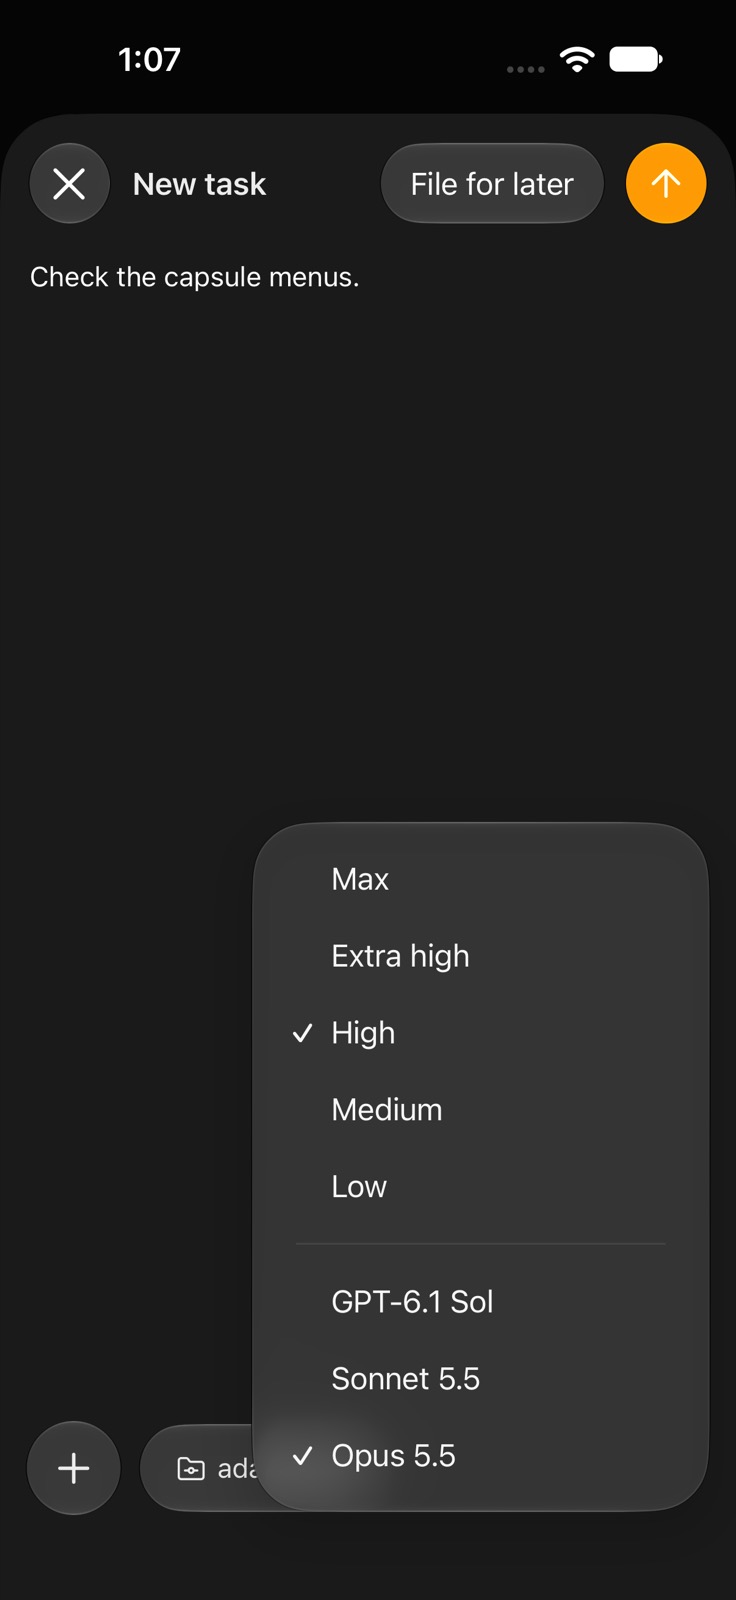 1:07
New task
File for later
Check the capsule menus.
Max
Extra high
High
Medium
Low
GPT-6.1 Sol
Sonnet 5.5
Opus 5.5